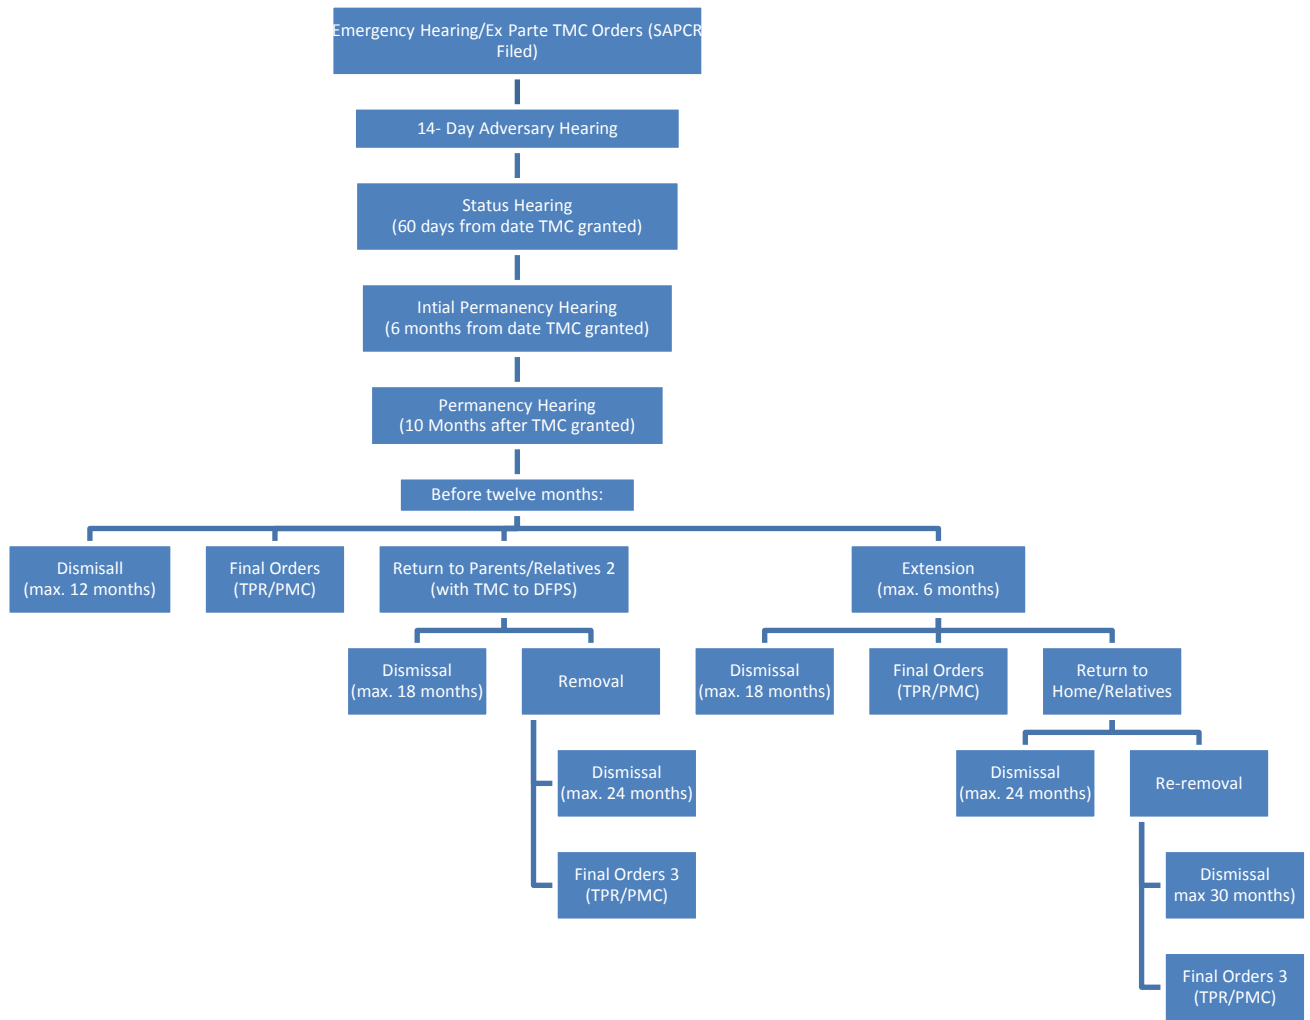 Emergency Hearing/Ex Parte TMC Orders (SAPCR
Filed)
14- Day Adversary Hearing
Status Hearing
(60 days from date TMC granted)
Intial Permanency Hearing
(6 months from date TMC granted)
Permanency Hearing
(10 Months after TMC granted)
Before twelve months:
Dismisall
(max. 12 months)
Final Orders
(TPR/PMC)
Return to Parents/Relatives 2
(with TMC to DFPS)
Extension
(max. 6 months)
Dismissal
(max. 18 months)
Removal
Dismissal
(max. 18 months)
Final Orders
(TPR/PMC)
Return to
Home/Relatives
Dismissal
(max. 24 months)
Dismissal
(max. 24 months)
Re-removal
Final Orders 3
(TPR/PMC)
Dismissal
max 30 months)
Final Orders 3
(TPR/PMC)